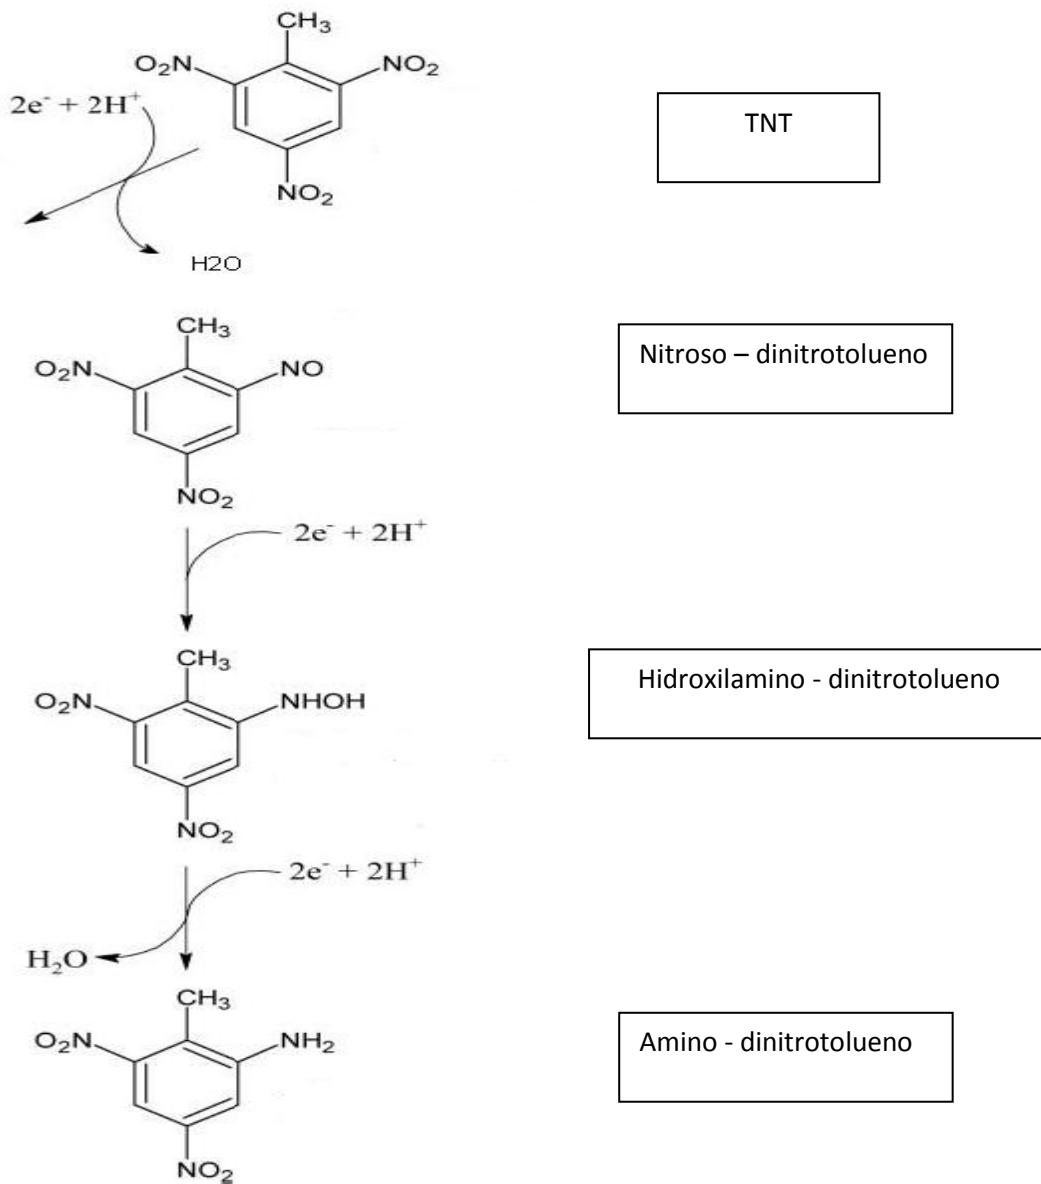 CH₃
O₂N
NO₂
2e⁻ + 2H⁺
TNT
NO₂
H2O
CH₃
Nitroso – dinitrotolueno
O₂N
NO
NO₂
2e⁻ + 2H⁺
CH₃
Hidroxilamino - dinitrotolueno
O₂N
NHOH
NO₂
2e⁻ + 2H⁺
H₂O
CH₃
O₂N
NH₂
Amino - dinitrotolueno
NO₂